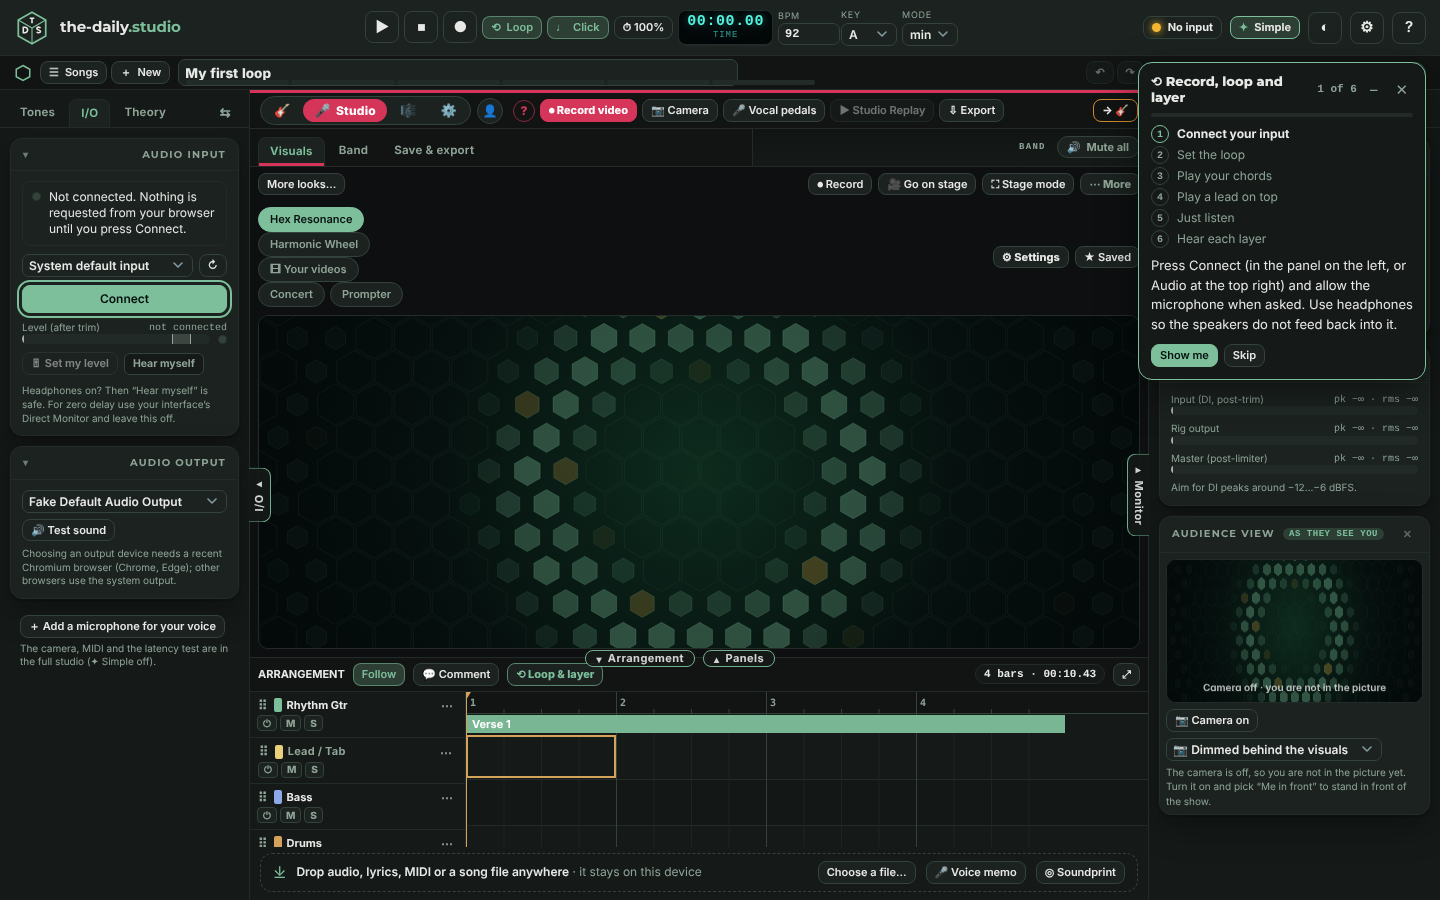 the-daily.studio
Loop
Click
100%
00:00.00
TIME
BPM
92
KEY
A
MODE
min
No input
Simple
?
Songs
+ New
My first loop
Tones
I/O
Theory
AUDIO INPUT
Not connected. Nothing is
requested from your browser
until you press Connect.
System default input
Connect
Level (after trim)
not connected
Set my level
Hear myself
Headphones on? Then “Hear myself” is
safe. For zero delay use your interface’s
Direct Monitor and leave this off.
AUDIO OUTPUT
Fake Default Audio Output
Test sound
Choosing an output device needs a recent
Chromium browser (Chrome, Edge); other
browsers use the system output.
+ Add a microphone for your voice
The camera, MIDI and the latency test are in
the full studio (✦ Simple off).
Studio
?
Record video
Camera
Vocal pedals
Studio Replay
Export
Visuals
Band
Save & export
BAND
Mute all
More looks...
Record
Go on stage
Stage mode
More
Hex Resonance
Harmonic Wheel
Your videos
Concert
Prompter
Settings
Saved
I/O
Monitor
Arrangement
Panels
ARRANGEMENT
Follow
Comment
Loop & layer
4 bars · 00:10.43
1
2
3
4
Rhythm Gtr
M
S
Verse 1
Lead / Tab
M
S
Bass
M
S
Drums
Drop audio, lyrics, MIDI or a song file anywhere · it stays on this device
Choose a file...
Voice memo
Soundprint
Record, loop and
layer
1 of 6
1 Connect your input
2 Set the loop
3 Play your chords
4 Play a lead on top
5 Just listen
6 Hear each layer
Press Connect (in the panel on the left, or
Audio at the top right) and allow the
microphone when asked. Use headphones
so the speakers do not feed back into it.
Show me
Skip
Input (DI, post-trim)
pk −∞ · rms −∞
Rig output
pk −∞ · rms −∞
Master (post-limiter)
pk −∞ · rms −∞
Aim for DI peaks around −12…−6 dBFS.
AUDIENCE VIEW
AS THEY SEE YOU
Camera off · you are not in the picture
Camera on
Dimmed behind the visuals
The camera is off, so you are not in the picture yet.
Turn it on and pick “Me in front” to stand in front of
the show.